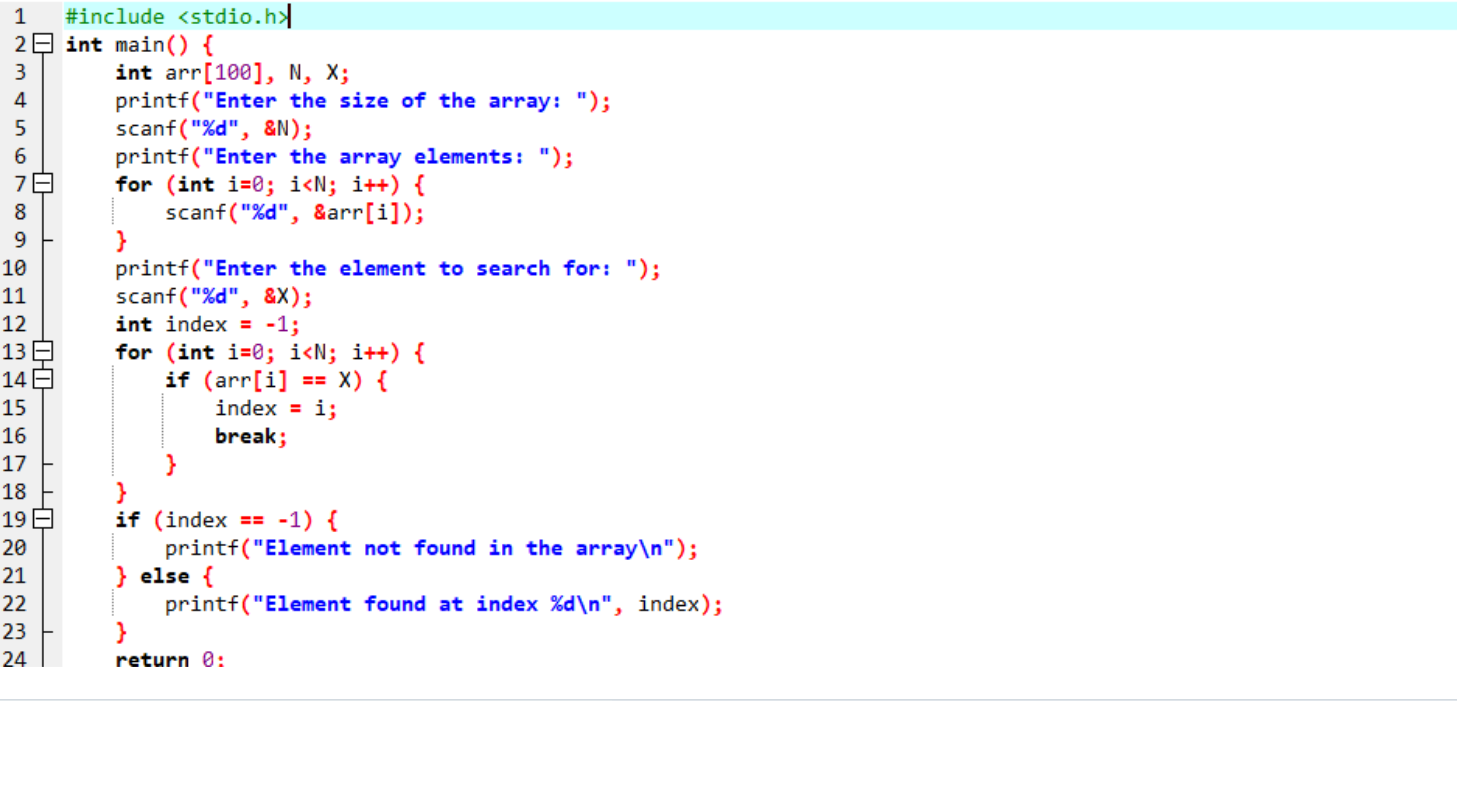 1 #include <stdio.h>
2 int main() {
3 int arr[100], N, X;
4 printf("Enter the size of the array: ");
5 scanf("%d", &N);
6 printf("Enter the array elements: ");
7 for (int i=0; i<N; i++) {
8 scanf("%d", &arr[i]);
9 }
10 printf("Enter the element to search for: ");
11 scanf("%d", &X);
12 int index = -1;
13 for (int i=0; i<N; i++) {
14 if (arr[i] == X) {
15 index = i;
16 break;
17 }
18 }
19 if (index == -1) {
20 printf("Element not found in the array\n");
21 } else {
22 printf("Element found at index %d\n", index);
23 }
24 return 0;